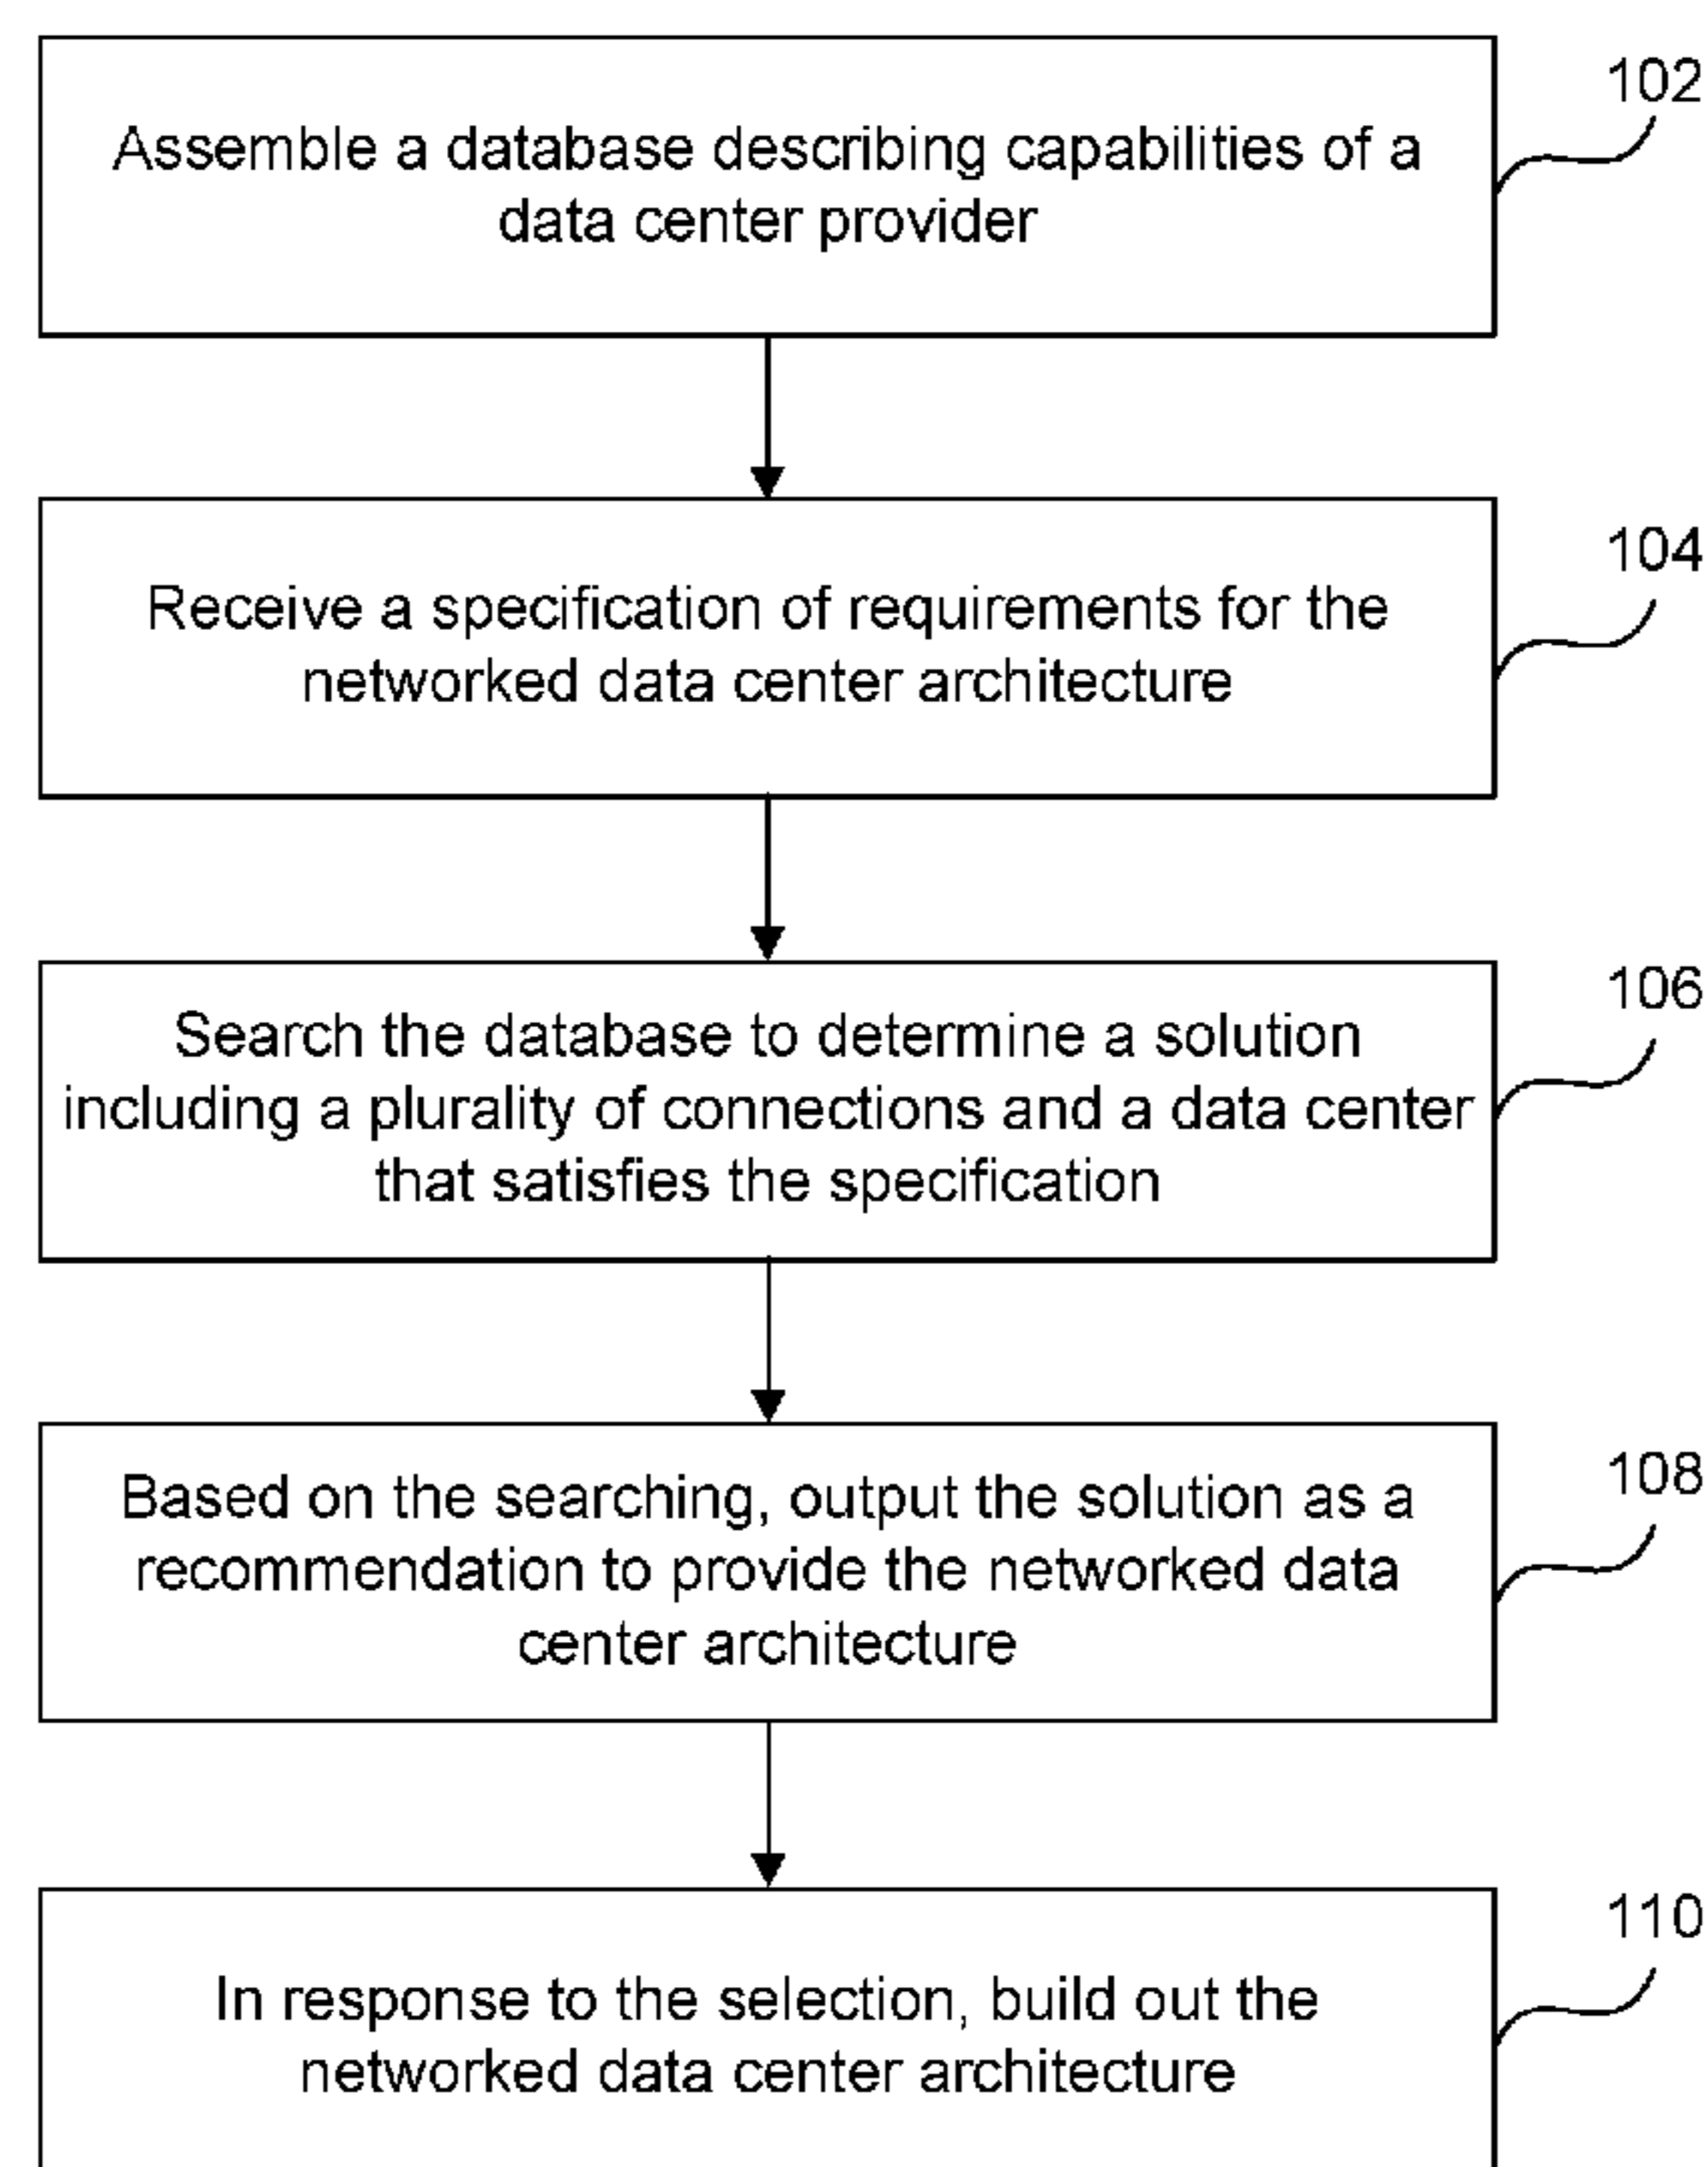 102
Assemble a database describing capabilities of a
data center provider
104
Receive a specification of requirements for the
networked data center architecture
106
Search the database to determine a solution
including a plurality of connections and a data center
that satisfies the specification
108
Based on the searching, output the solution as a
recommendation to provide the networked data
center architecture
110
In response to the selection, build out the
networked data center architecture